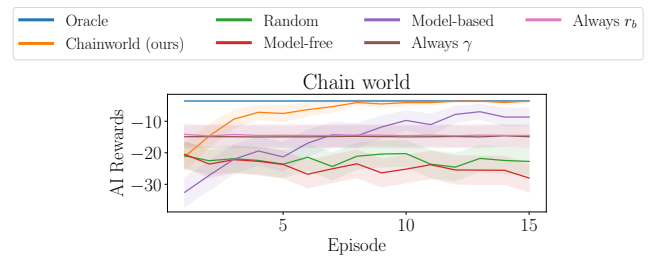 Oracle Random Model-based Always $r_b$
Chainworld (ours) Model-free Always $\gamma$
Chain world
AI Rewards
−10
−20
−30
5 10 15
Episode